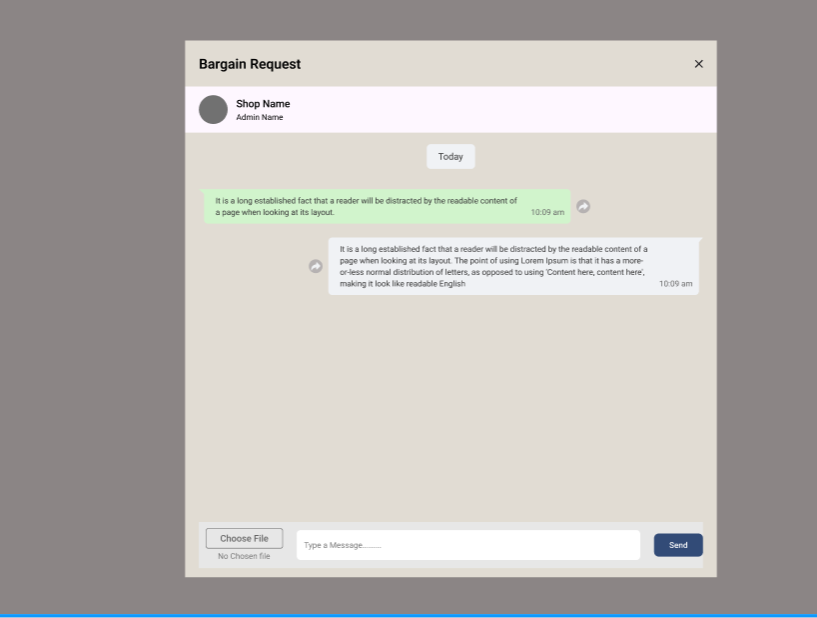 Bargain Request
Shop Name
Admin Name
Today
It is a long established fact that a reader will be distracted by the readable content of
a page when looking at its layout.
10:09 am
It is a long established fact that a reader will be distracted by the readable content of a
page when looking at its layout. The point of using Lorem Ipsum is that it has a more-
or-less normal distribution of letters, as opposed to using 'Content here, content here',
making it look like readable English
10:09 am
Choose File
No Chosen file
Type a Message..........
Send